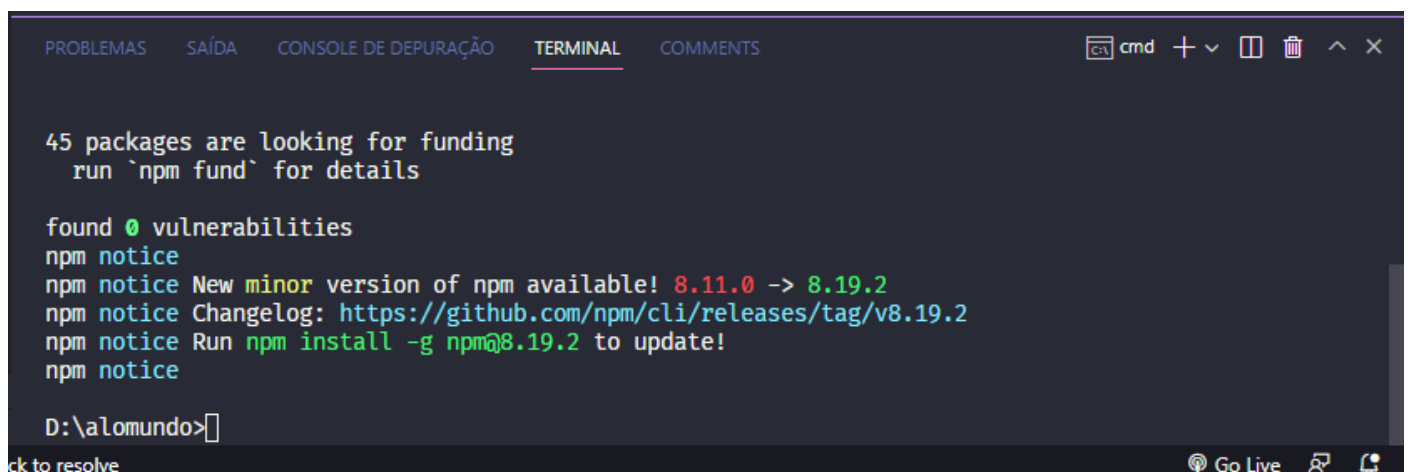 PROBLEMAS SAÍDA CONSOLE DE DEPURAÇÃO TERMINAL COMMENTS cmd
45 packages are looking for funding
run `npm fund` for details
found 0 vulnerabilities
npm notice
npm notice New minor version of npm available! 8.11.0 -> 8.19.2
npm notice Changelog: https://github.com/npm/cli/releases/tag/v8.19.2
npm notice Run npm install -g npm@8.19.2 to update!
npm notice
D:\alomundo>
ck to resolve Go Live